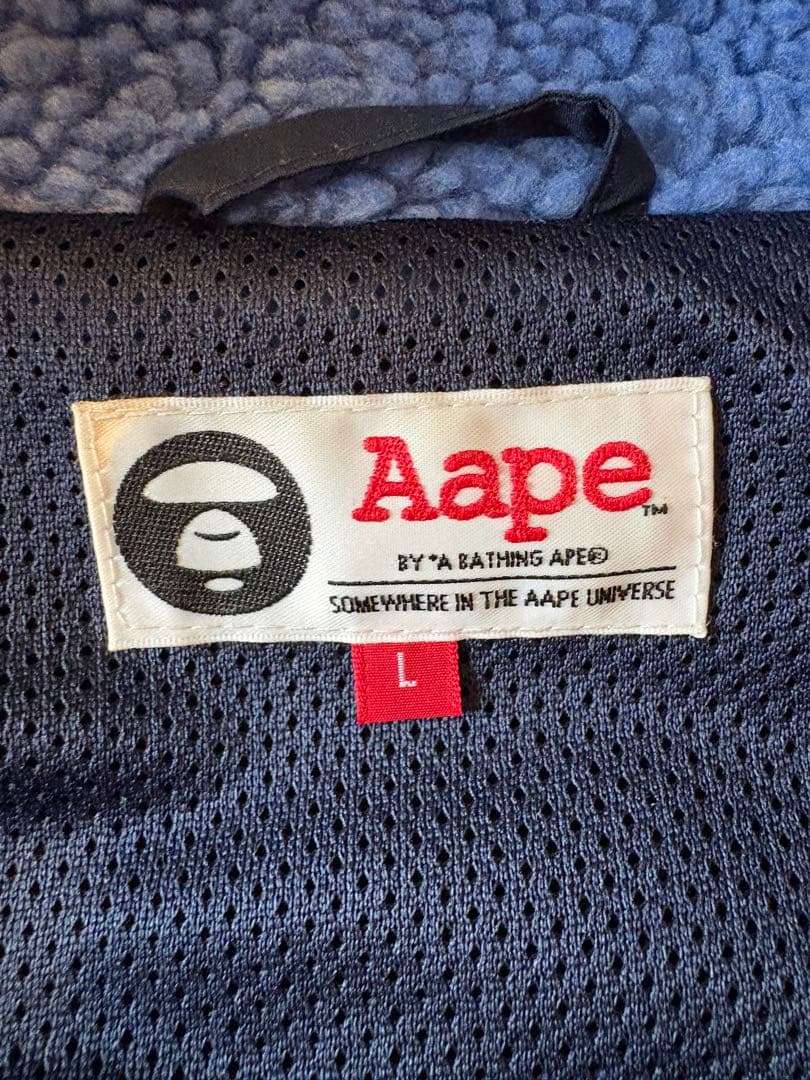 Aape™
BY *A BATHING APE®
SOMEWHERE IN THE AAPE UNIVERSE
L